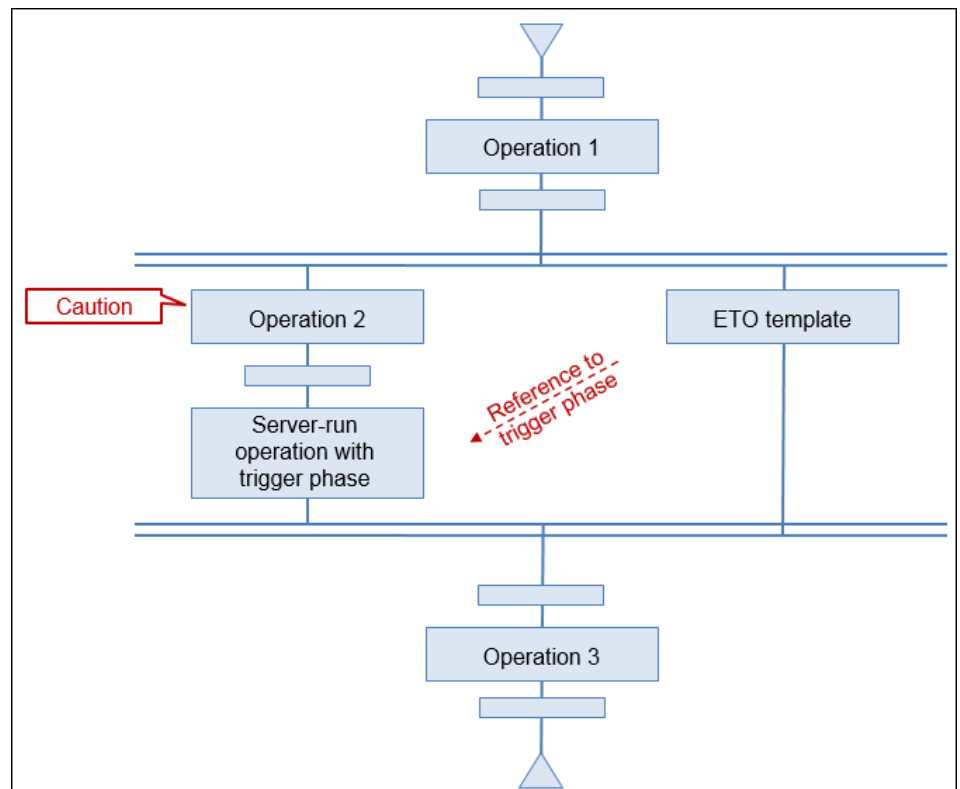 Operation 1
Caution
Operation 2
ETO template
Reference to
trigger phase
Server-run
operation with
trigger phase
Operation 3